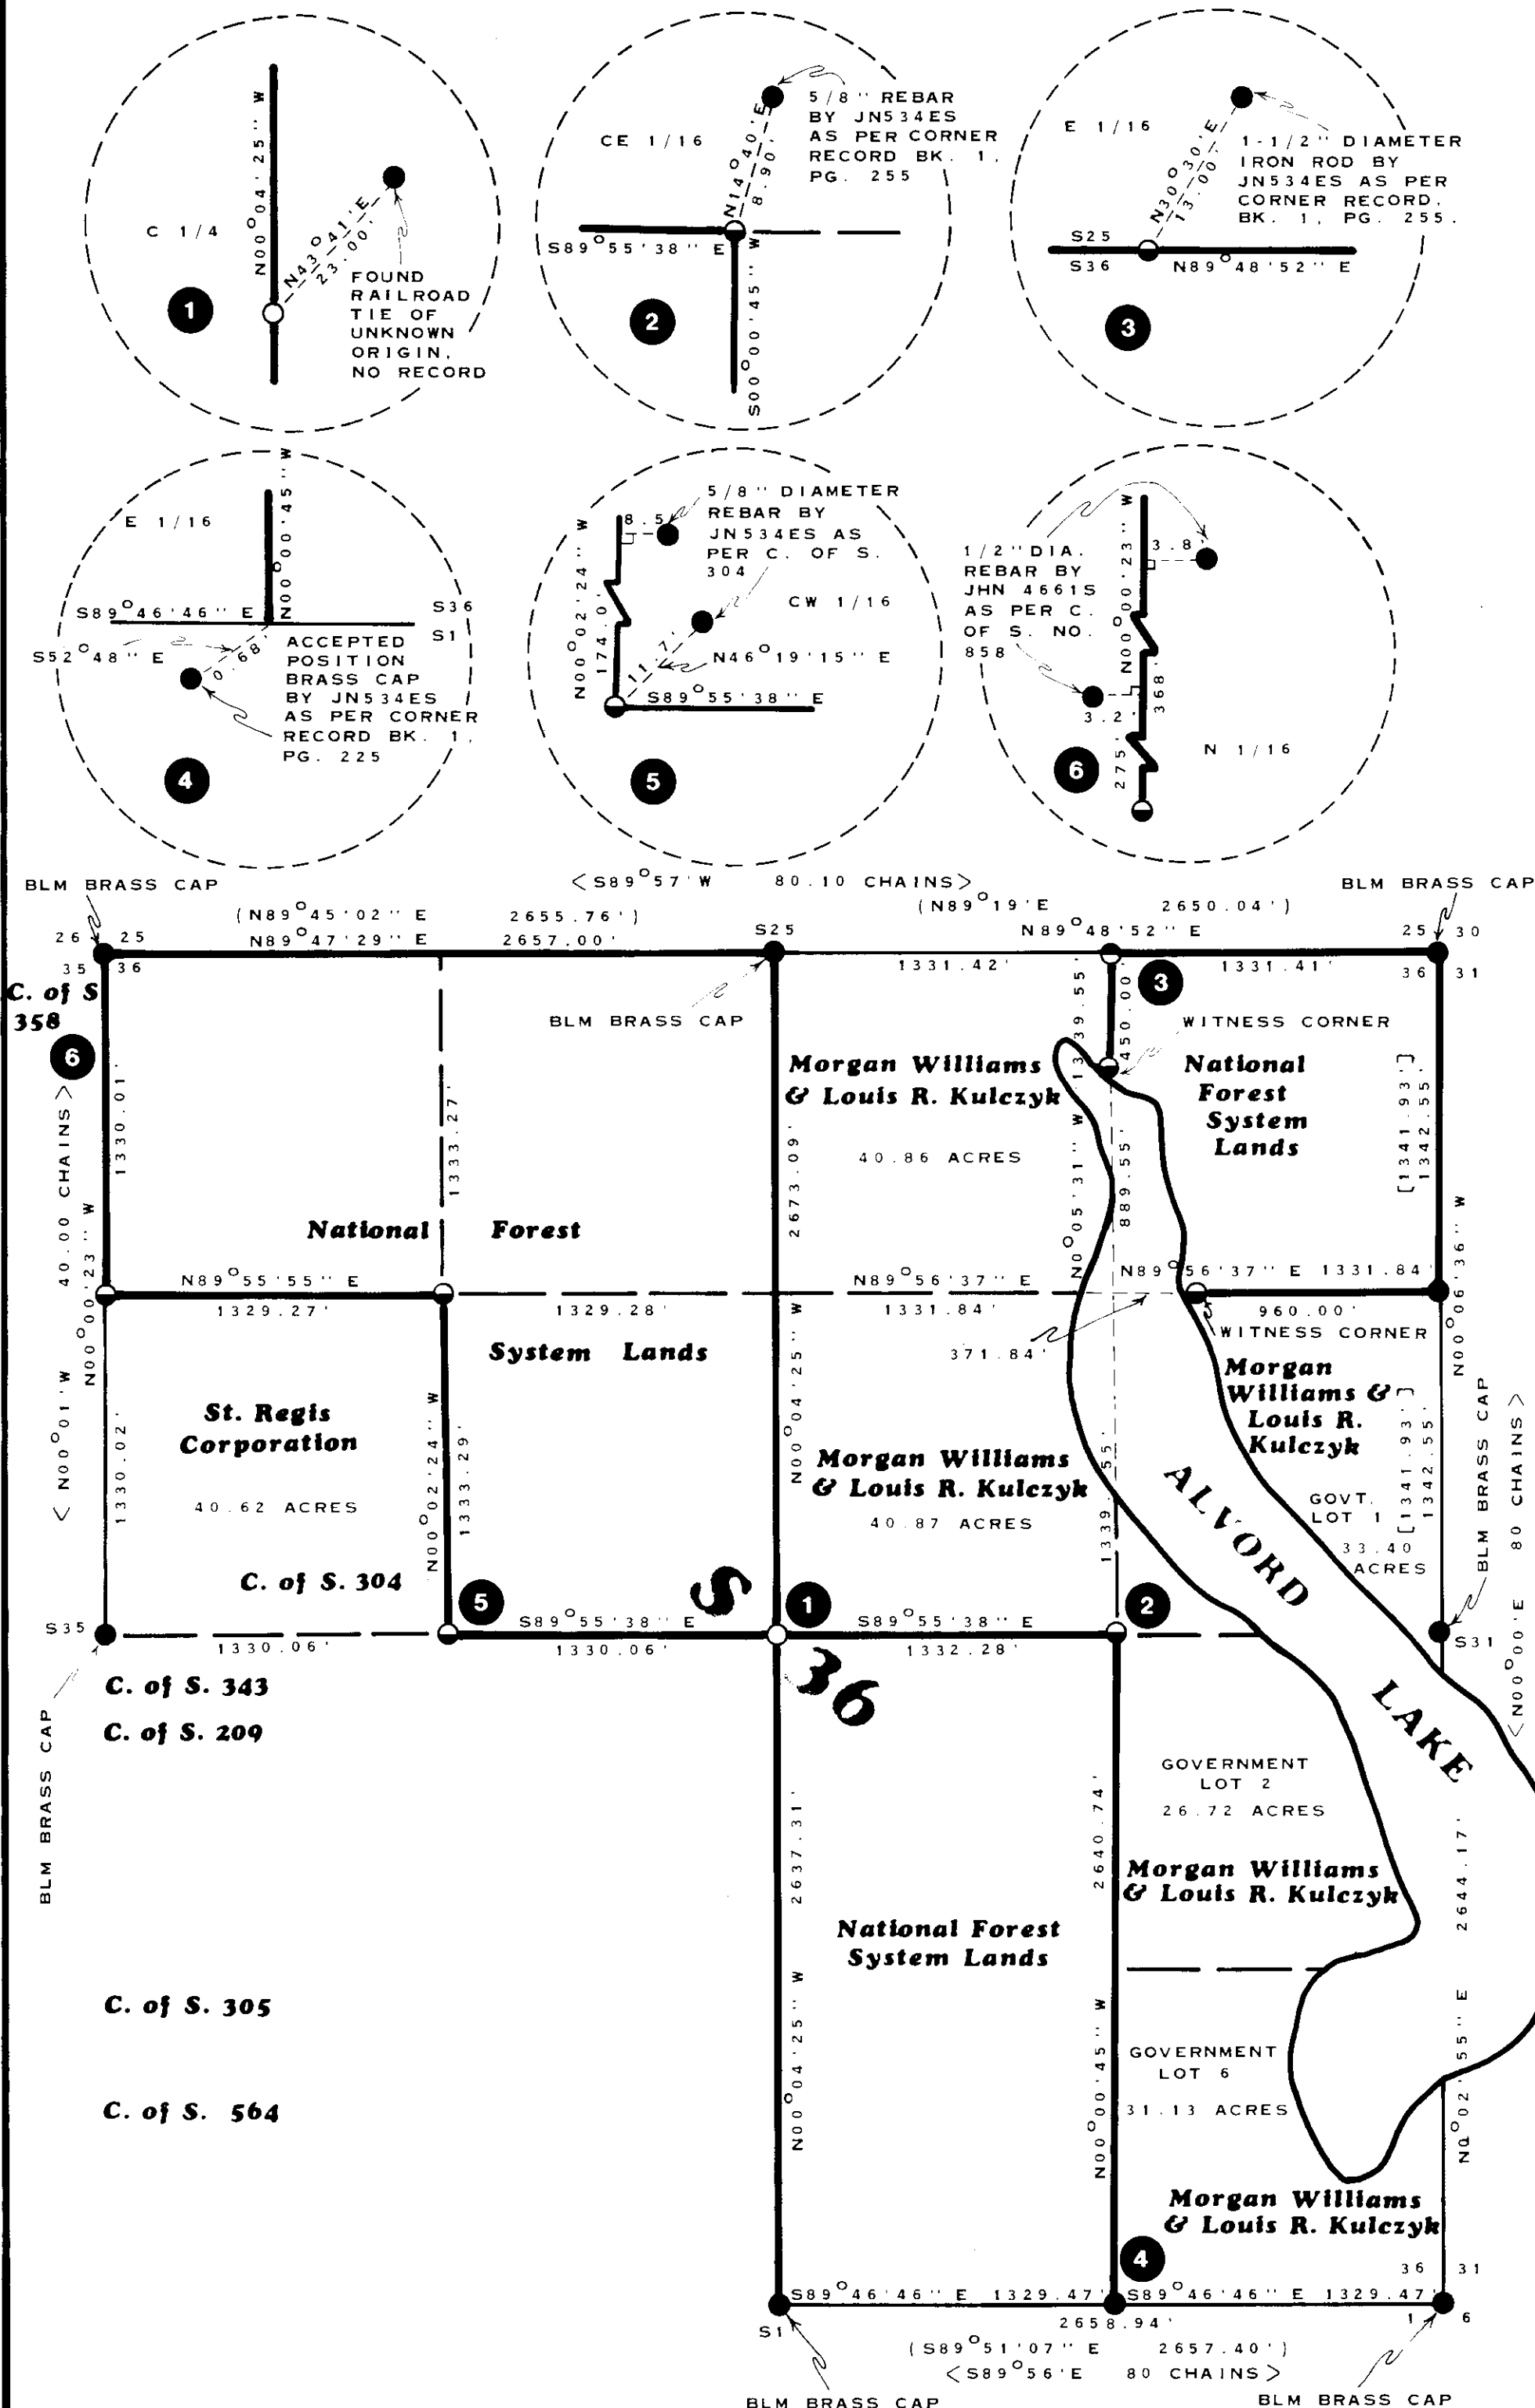 C 1/4
N00°04'25" W
N43°41'E
23.00'
FOUND
RAILROAD
TIE OF
UNKNOWN
ORIGIN,
NO RECORD
1
CE 1/16
N14°40'E
8.90'
5/8" REBAR
BY JN534ES
AS PER CORNER
RECORD BK. 1,
PG. 255
S89°55'38" E
S00°00'45" W
2
E 1/16
N30°30'E
13.00'
1-1/2" DIAMETER
IRON ROD BY
JN534ES AS PER
CORNER RECORD,
BK. 1, PG. 255.
S25
S36
N89°48'52" E
3
E 1/16
N00°00'45" W
S89°46'46" E
S36
S1
S52°48" E
0.68'
ACCEPTED
POSITION
BRASS CAP
BY JN534ES
AS PER CORNER
RECORD BK. 1,
PG. 225
4
8.5'
5/8" DIAMETER
REBAR BY
JN534ES AS
PER C. OF S.
304
N00°02'24" W
174.0'
CW 1/16
11.7'
N46°19'15" E
S89°55'38" E
5
1/2" DIA.
REBAR BY
JHN 4661S
AS PER C.
OF S. NO.
858
N00°00'23" W
3.8'
3.2'
368'
275'
N 1/16
6
BLM BRASS CAP
<S89°57'W 80.10 CHAINS>
BLM BRASS CAP
(N89°45'02" E 2655.76')
(N89°19'E 2650.04')
26 25
N89°47'29" E 2657.00'
S25
N89°48'52" E
25 30
35 36
1331.42'
1331.41'
36 31
C. of S
358
3
BLM BRASS CAP
1339.55'
450.00'
WITNESS CORNER
6
<N00°01'W 40.00 CHAINS>
1330.01'
1333.27'
2673.09'
Morgan Williams
& Louis R. Kulczyk
40.86 ACRES
National
Forest
System
Lands
[1341.93']
1342.55'
N0°05'31" W
889.55'
National Forest
N00°00'23" W
N89°55'55" E
N89°56'37" E
N89°56'37" E 1331.84'
1329.27'
1329.28'
1331.84'
960.00'
WITNESS CORNER
N00°06'36" W
System Lands
371.84'
St. Regis
Corporation
40.62 ACRES
1330.02'
N00°02'24" W
1333.29'
N00°04'25" W
Morgan Williams
& Louis R. Kulczyk
40.87 ACRES
1339.55'
Morgan
Williams &
Louis R.
Kulczyk
GOVT.
LOT 1
33.40
ACRES
[1341.93']
1342.55'
BLM BRASS CAP
<N00°00'E 80 CHAINS>
ALVORD
LAKE
C. of S. 304
S
36
S35
5
S89°55'38" E
1
S89°55'38" E
2
S31
1330.06'
1330.06'
1332.28'
C. of S. 343
C. of S. 209
BLM BRASS CAP
2637.31'
2640.74'
GOVERNMENT
LOT 2
26.72 ACRES
Morgan Williams
& Louis R. Kulczyk
2644.17'
National Forest
System Lands
C. of S. 305
N00°04'25" W
N00°00'45" W
GOVERNMENT
LOT 6
31.13 ACRES
N0°02'55" E
C. of S. 564
Morgan Williams
& Louis R. Kulczyk
4
36 31
S89°46'46" E 1329.47'
S89°46'46" E 1329.47'
S1
2658.94'
1 6
(S89°51'07" E 2657.40')
<S89°56'E 80 CHAINS>
BLM BRASS CAP
BLM BRASS CAP